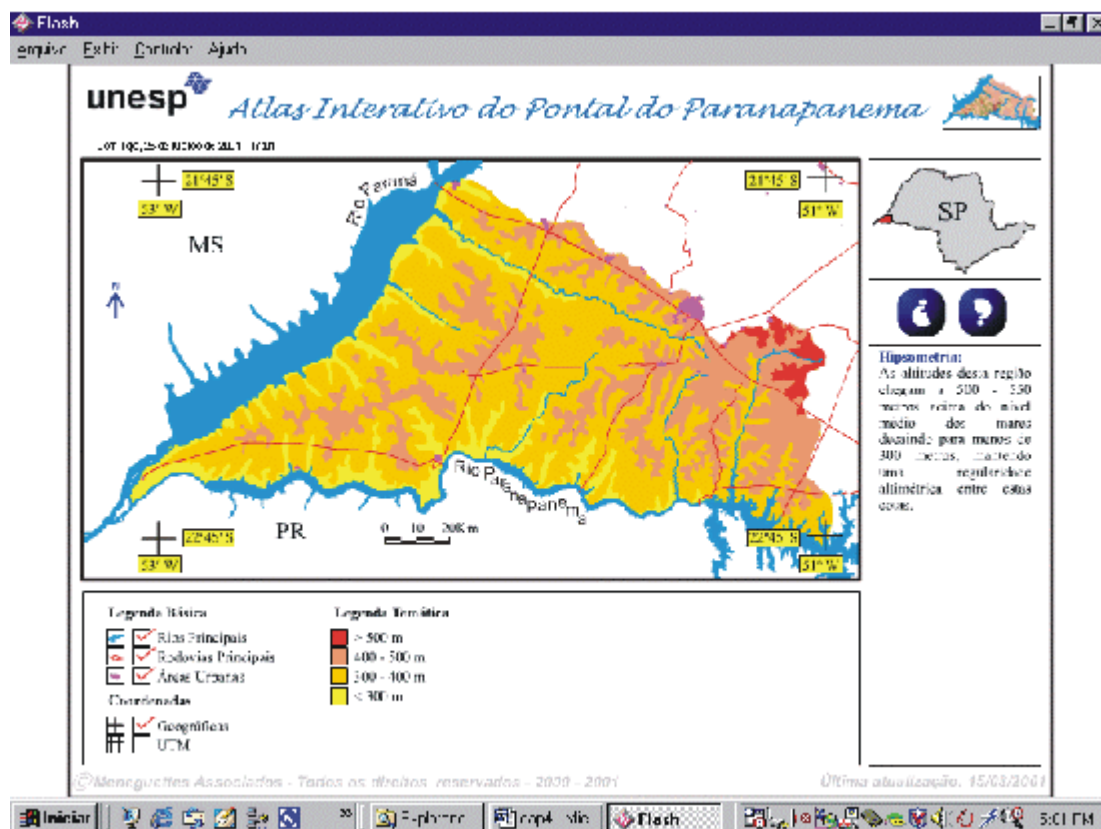 Flash
Arquivo Exibir Controlar Ajuda
unesp
Atlas Interativo do Pontal do Paranapanema
21°45'S
53° W
MS
Rio Paraná
21°45'S
51° W
N
22°45'S
53° W
PR
Rio Paranapanema
0 10 20Km
22°45'S
51° W
SP
?
Hipsometria:
As altitudes desta região
chegam a 500 - 550
metros acima do nível
médio dos mares
decaindo para menos de
300 metros, mantendo
uma regularidade
altimétrica entre estas
cotas.
Legenda Básica
Rios Principais
Rodovias Principais
Áreas Urbanas
Coordenadas
Geográficas
UTM
Legenda Temática
> 500 m
400 - 500 m
300 - 400 m
< 300 m
©Meneguettes Associados - Todos os direitos reservados - 2000 - 2001
Última atualização, 15/03/2001
Iniciar
Flash
5:01 PM